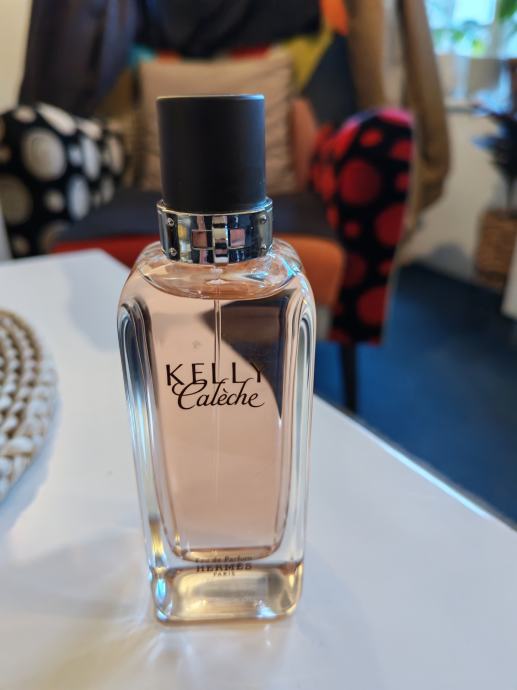 KELLY
Calèche
Eau de Parfum
HERMÈS
PARIS